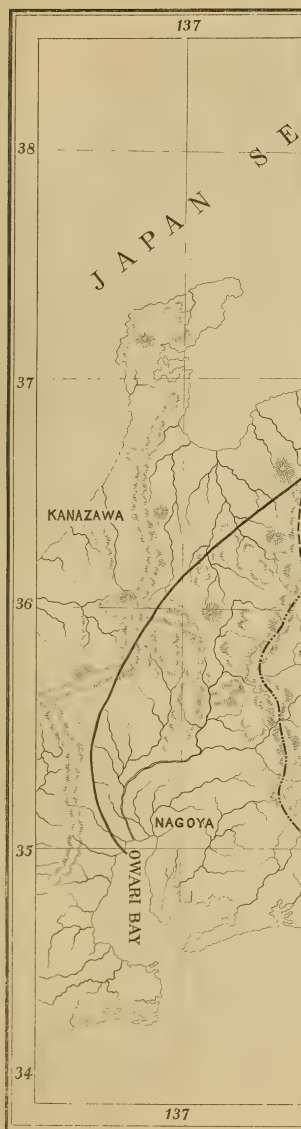 137
38
JAPAN SE
37
KANAZAWA
36
NAGOYA
35
OWARI BAY
34
137